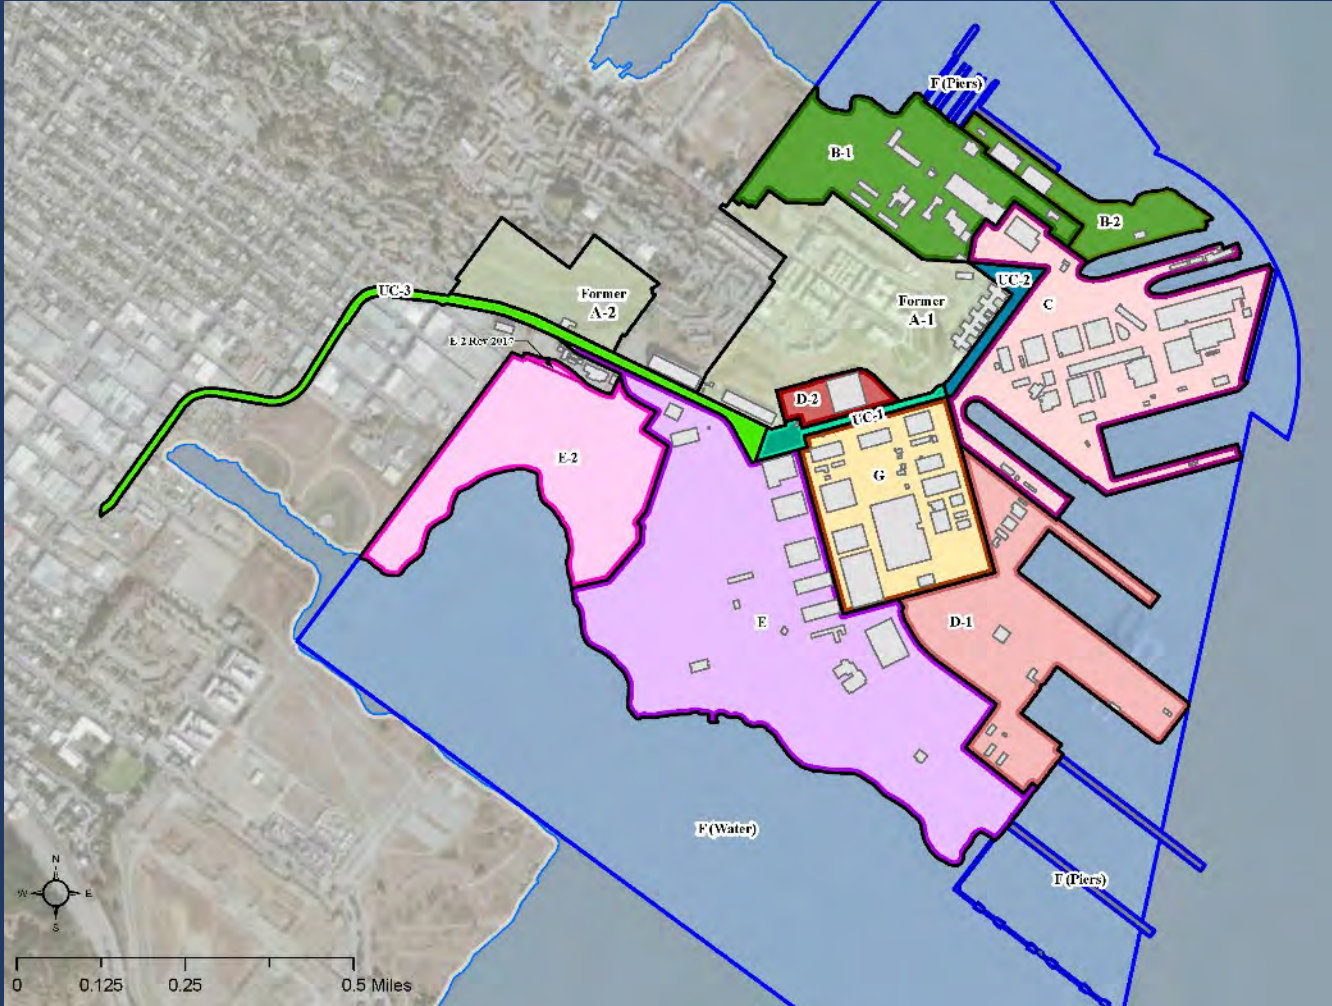 F (Piers)
B-1
B-2
UC-2
UC-3
Former
A-2
Former
A-1
C
E-2 Rev 2017
D-2
UC-1
E-2
G
E
D-1
F (Water)
F (Piers)
N
W
E
S
0
0.125
0.25
0.5 Miles